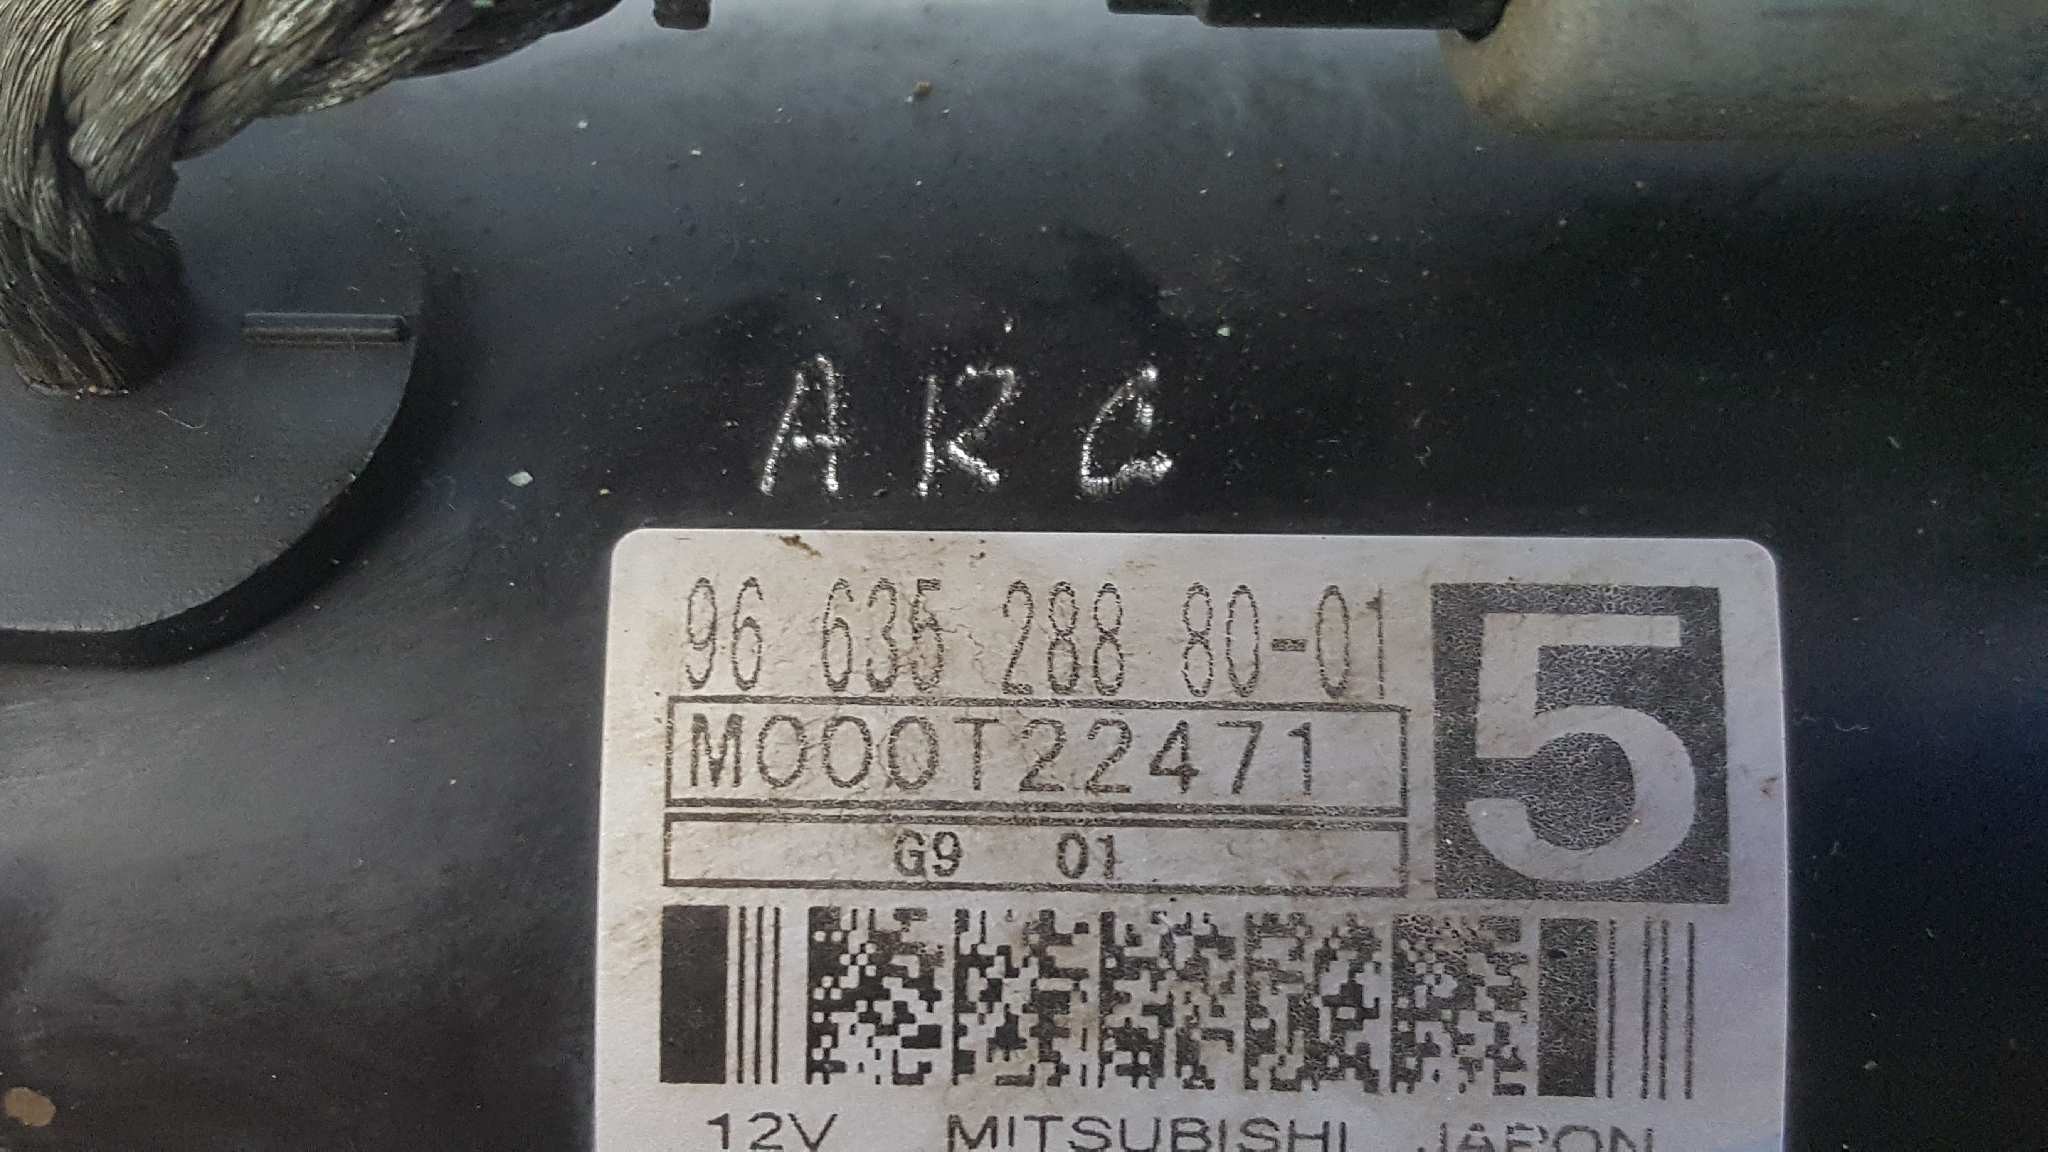 ARC
96 635 288 80-01
5
M000T22471
G9 01
12V MITSUBISHI JAPON